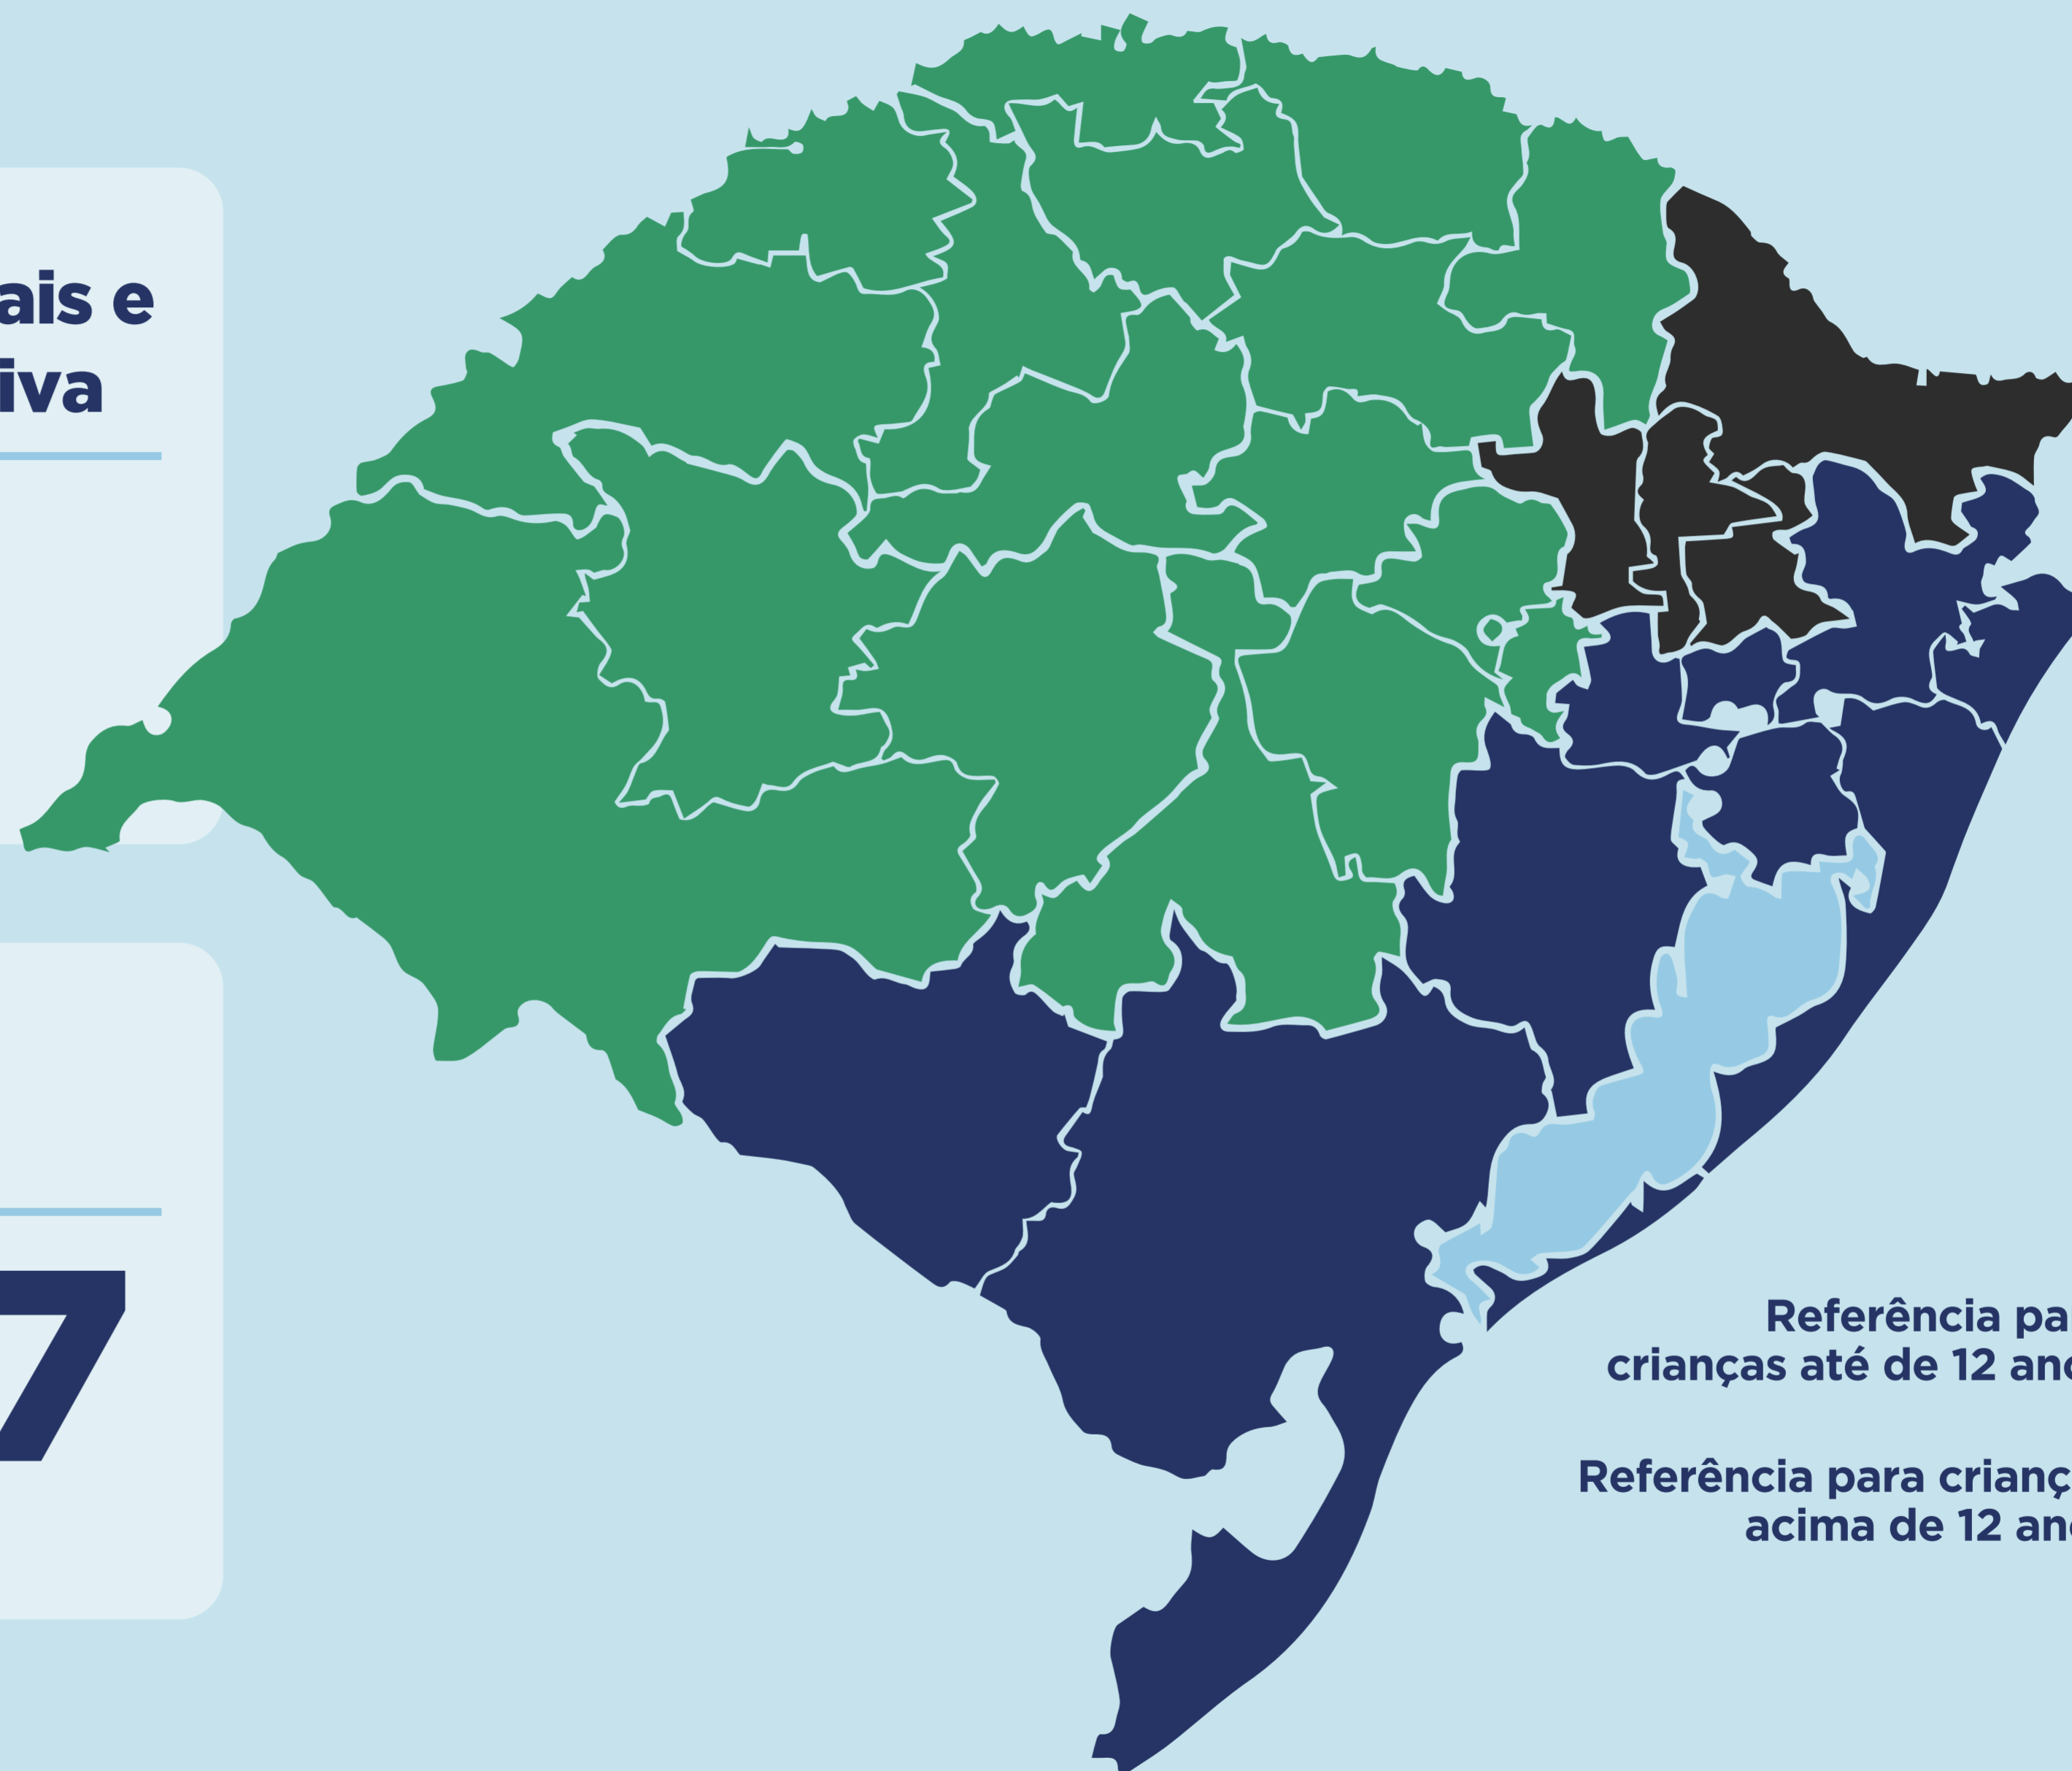 ais e
iva
7
Referência pa
crianças até de 12 an
Referência para crianç
acima de 12 an